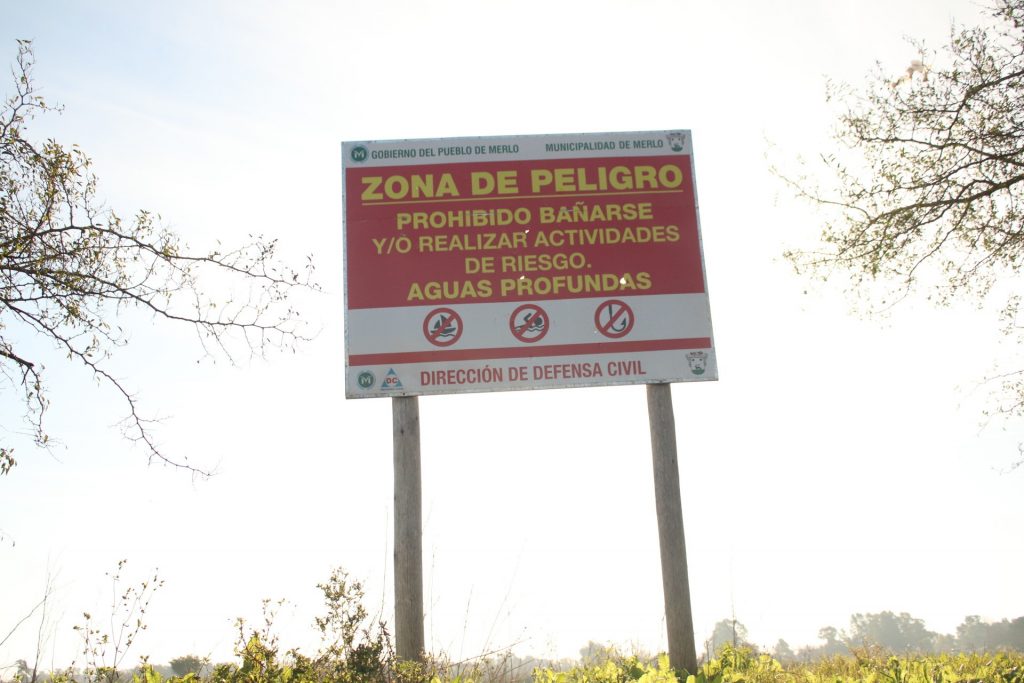 M GOBIERNO DEL PUEBLO DE MERLO MUNICIPALIDAD DE MERLO
ZONA DE PELIGRO
PROHIBIDO BAÑARSE
Y/O REALIZAR ACTIVIDADES
DE RIESGO.
AGUAS PROFUNDAS
M DC DIRECCIÓN DE DEFENSA CIVIL